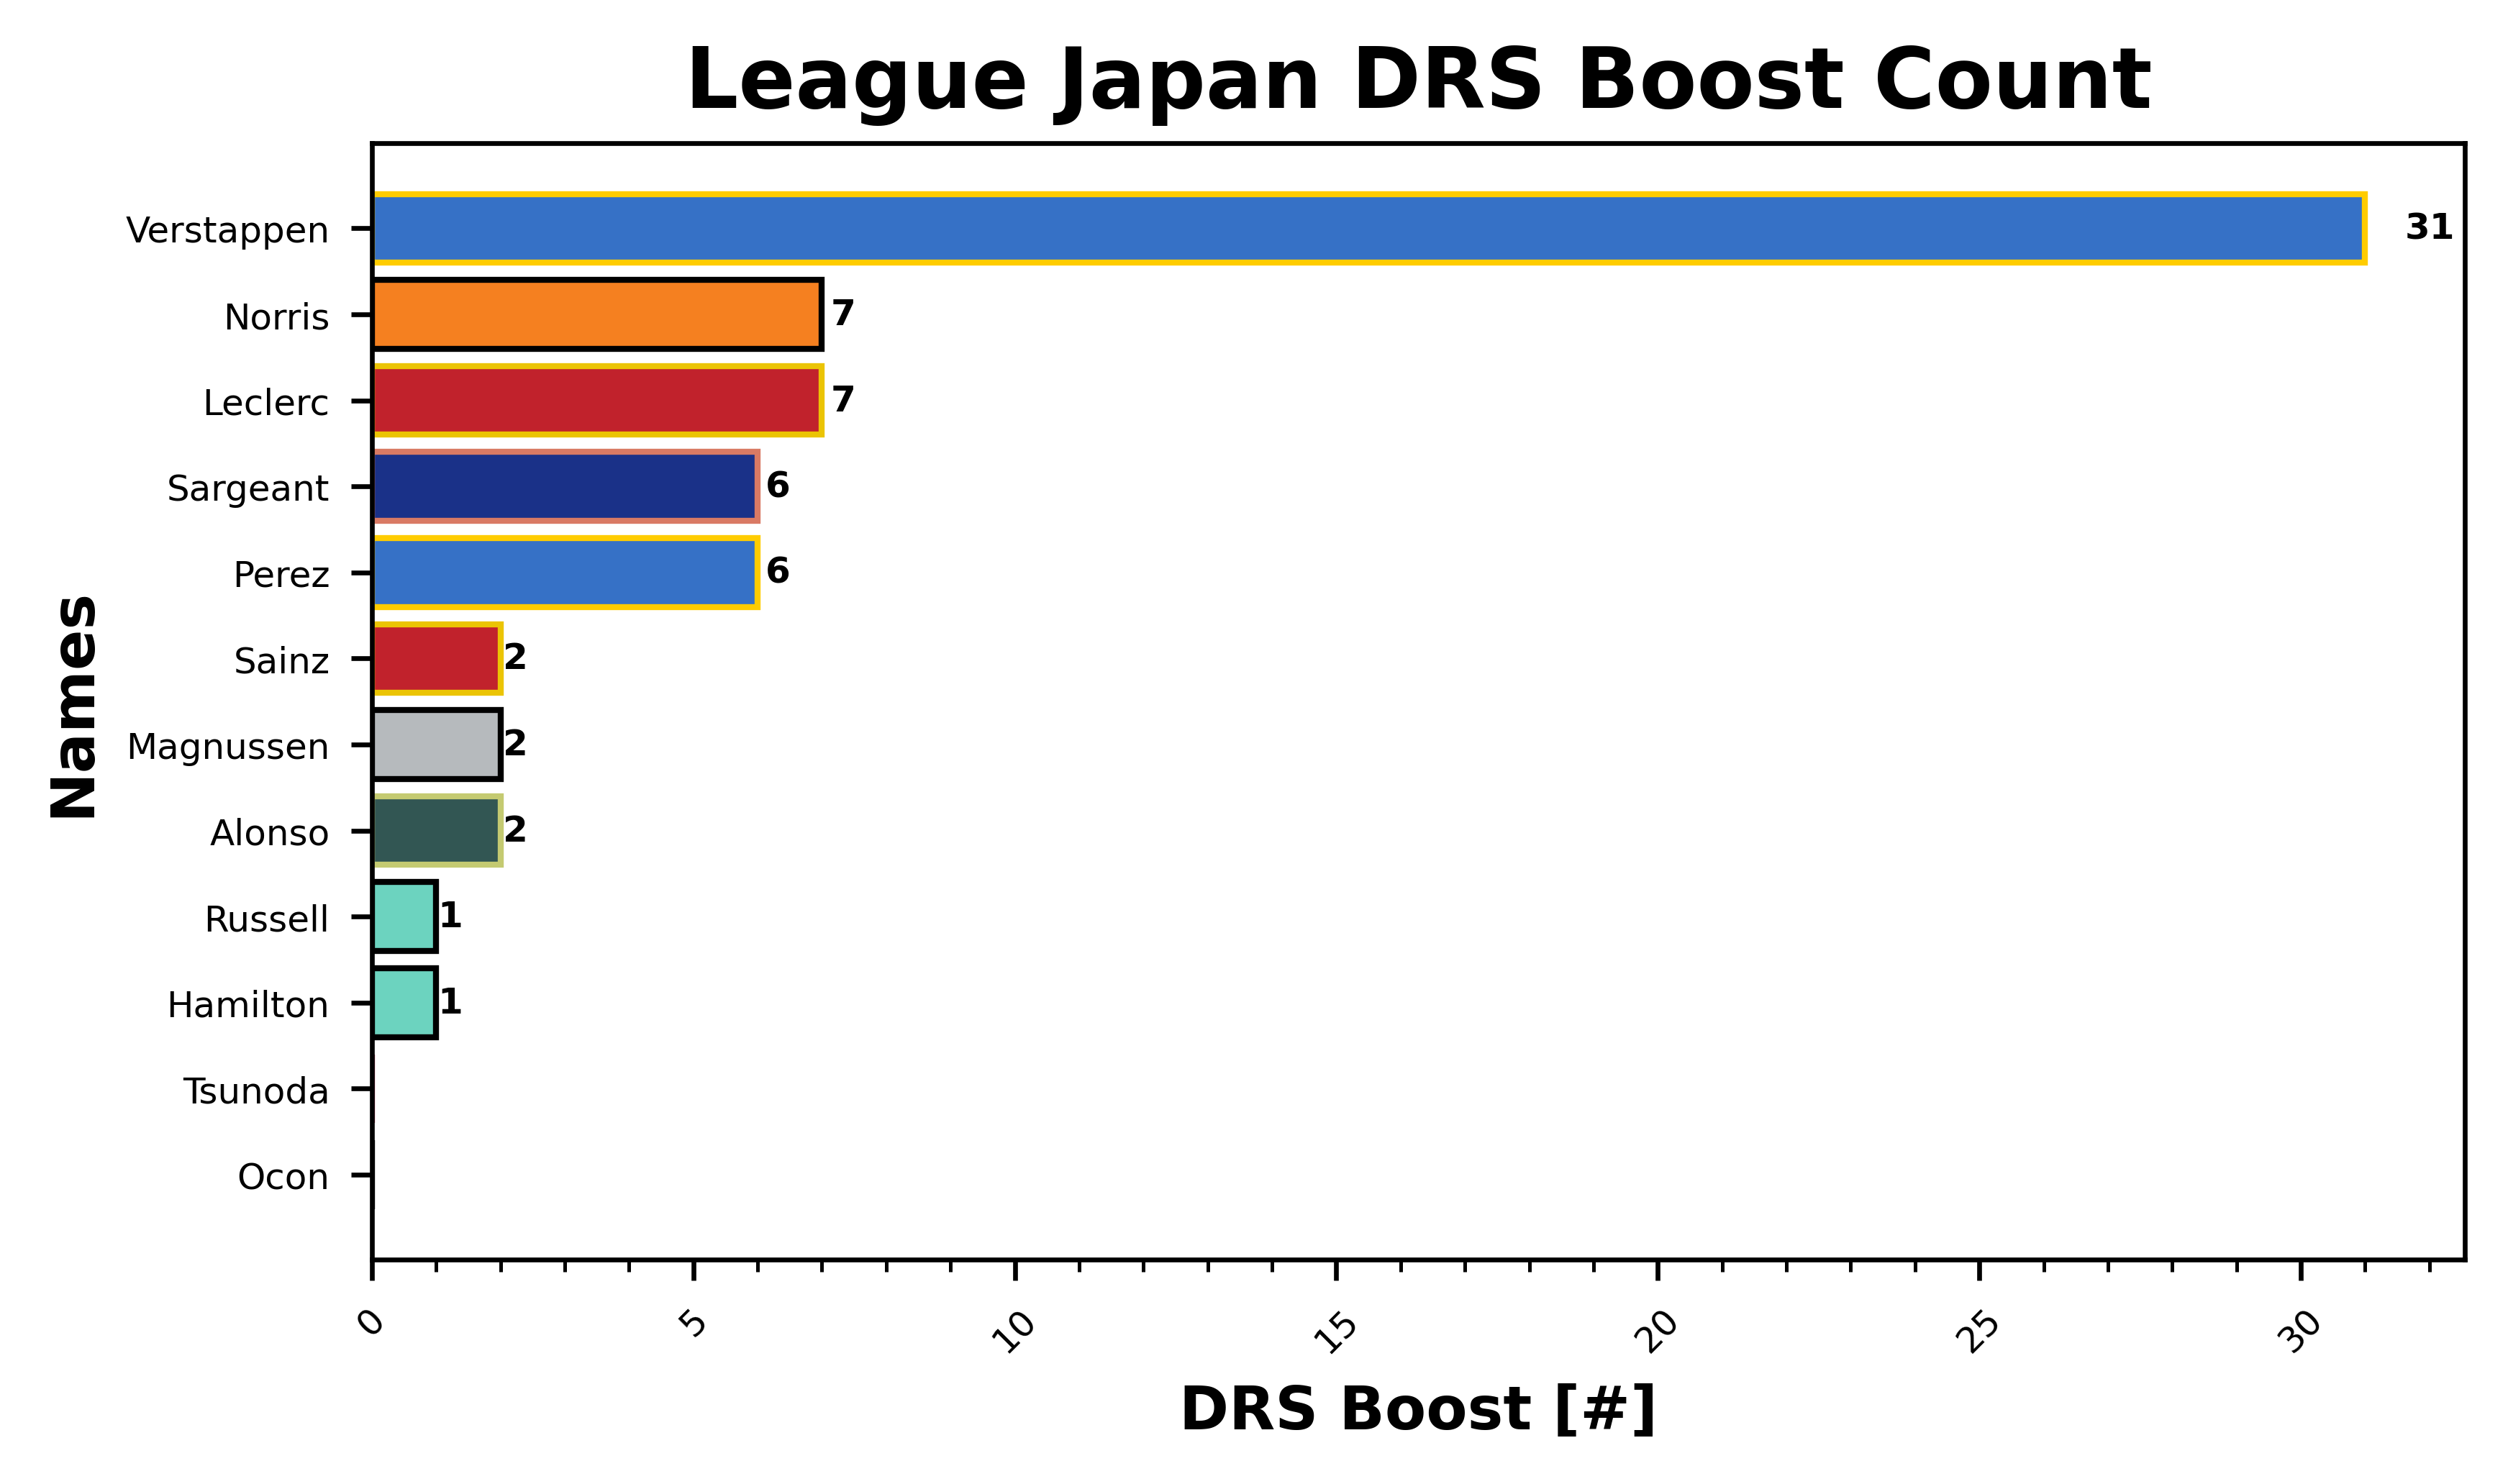 League Japan DRS Boost Count
Names
Verstappen
31
Norris
7
Leclerc
7
Sargeant
6
Perez
6
Sainz
2
Magnussen
2
Alonso
2
Russell
1
Hamilton
1
Tsunoda
Ocon
0 5 10 15 20 25 30
DRS Boost [#]